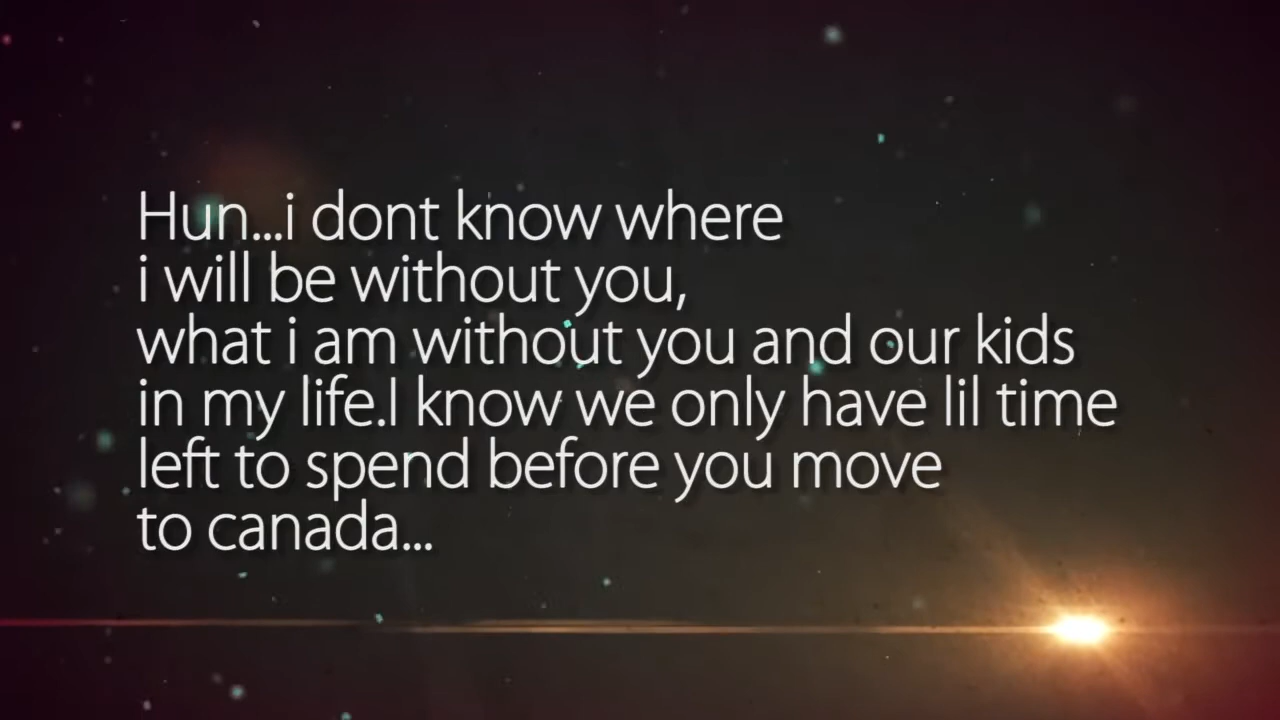 Hun...i dont know where
i will be without you,
what i am without you and our kids
in my life.I know we only have lil time
left to spend before you move
to canada...